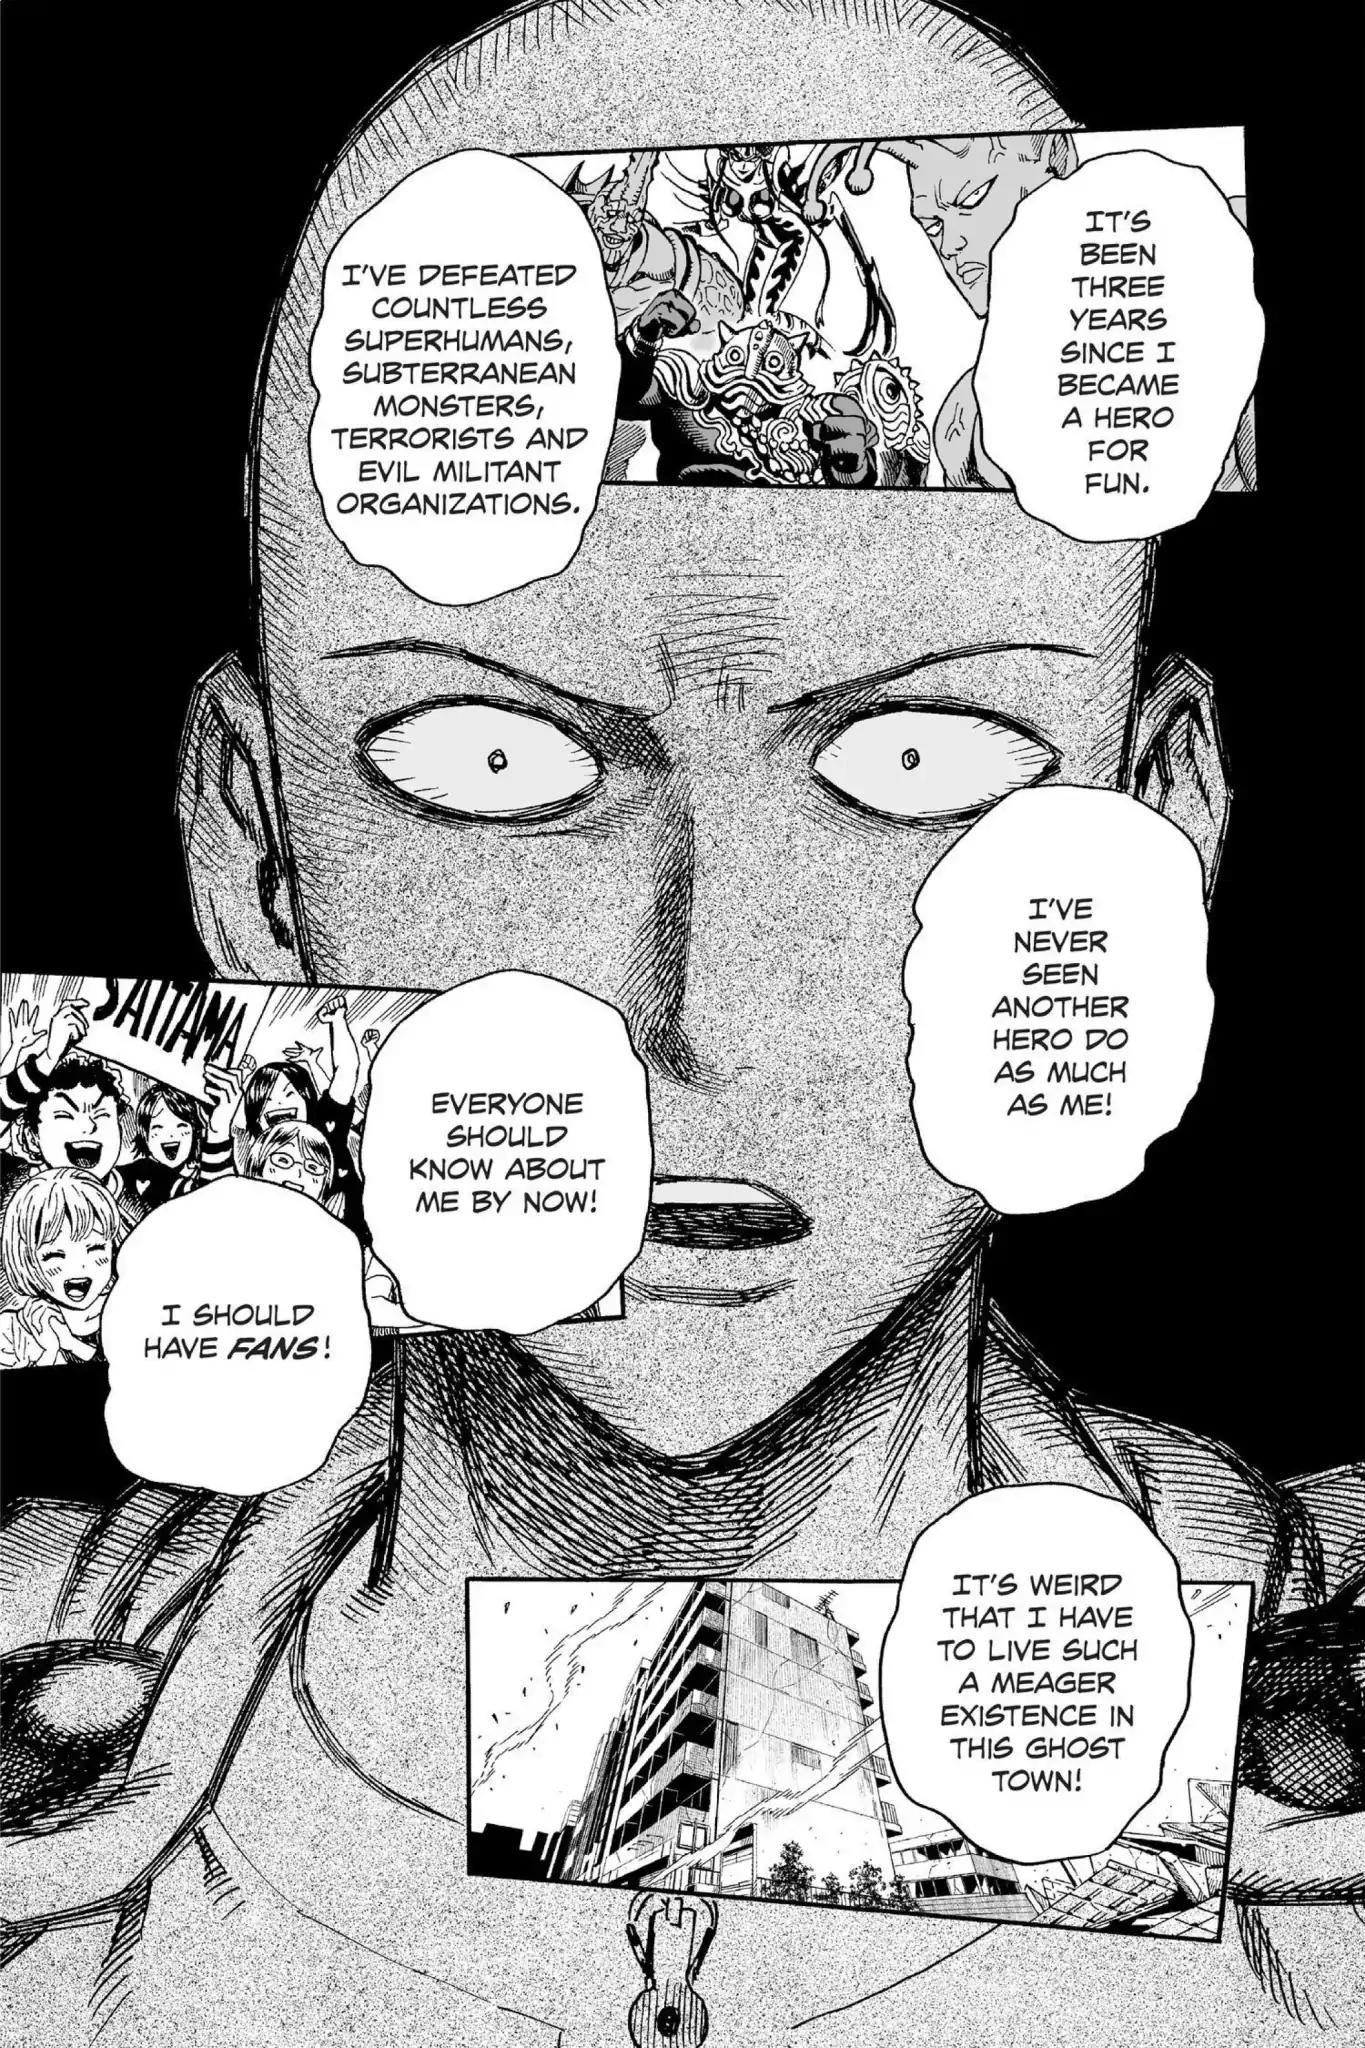 IT'S
BEEN
THREE
YEARS
SINCE I
BECAME
A HERO
FOR
FUN.
I'VE DEFEATED
COUNTLESS
SUPERHUMANS,
SUBTERRANEAN
MONSTERS,
TERRORISTS AND
EVIL MILITANT
ORGANIZATIONS.
I'VE
NEVER
SEEN
ANOTHER
HERO DO
AS MUCH
AS ME!
EVERYONE
SHOULD
KNOW ABOUT
ME BY NOW!
SAITAMA
I SHOULD
HAVE FANS!
IT'S WEIRD
THAT I HAVE
TO LIVE SUCH
A MEAGER
EXISTENCE IN
THIS GHOST
TOWN!